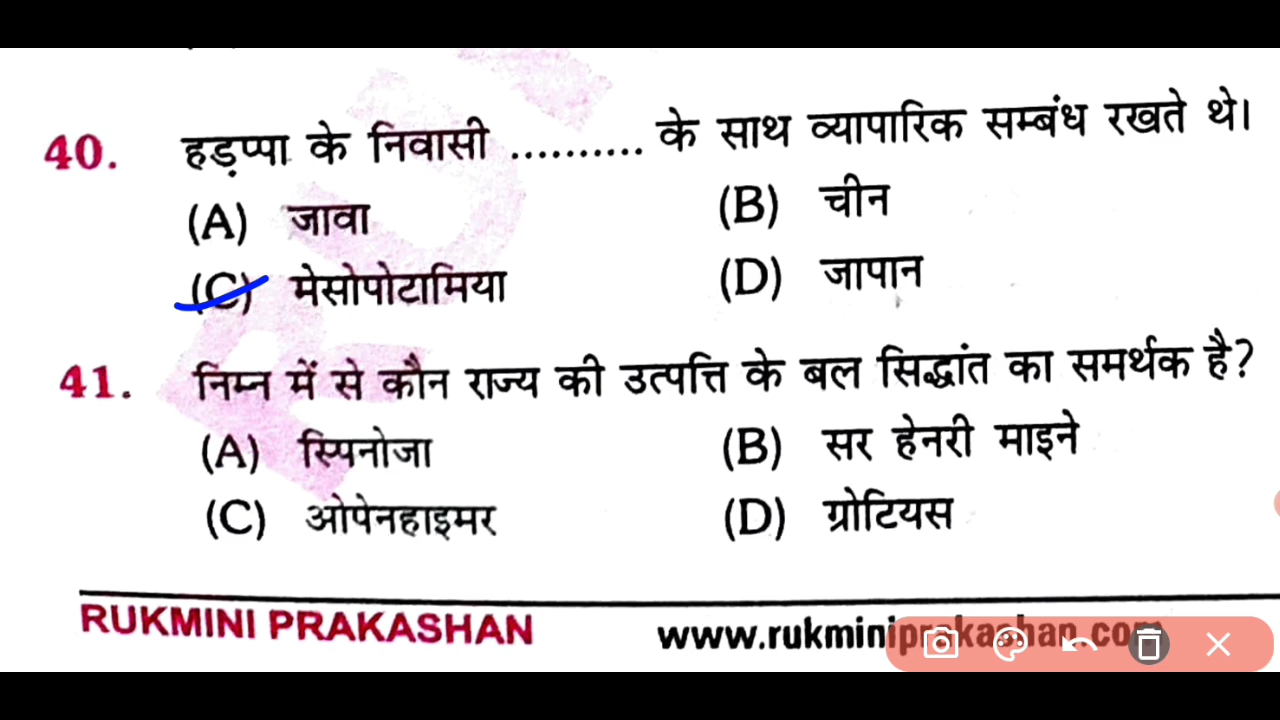 40. हड़प्पा के निवासी .......... के साथ व्यापारिक सम्बंध रखते थे।
(A) जावा (B) चीन
(C) मेसोपोटामिया (D) जापान
41. निम्न में से कौन राज्य की उत्पत्ति के बल सिद्धांत का समर्थक है?
(A) स्पिनोजा (B) सर हेनरी माइने
(C) ओपेनहाइमर (D) ग्रोटियस
RUKMINI PRAKASHAN www.rukminiprakashan.com